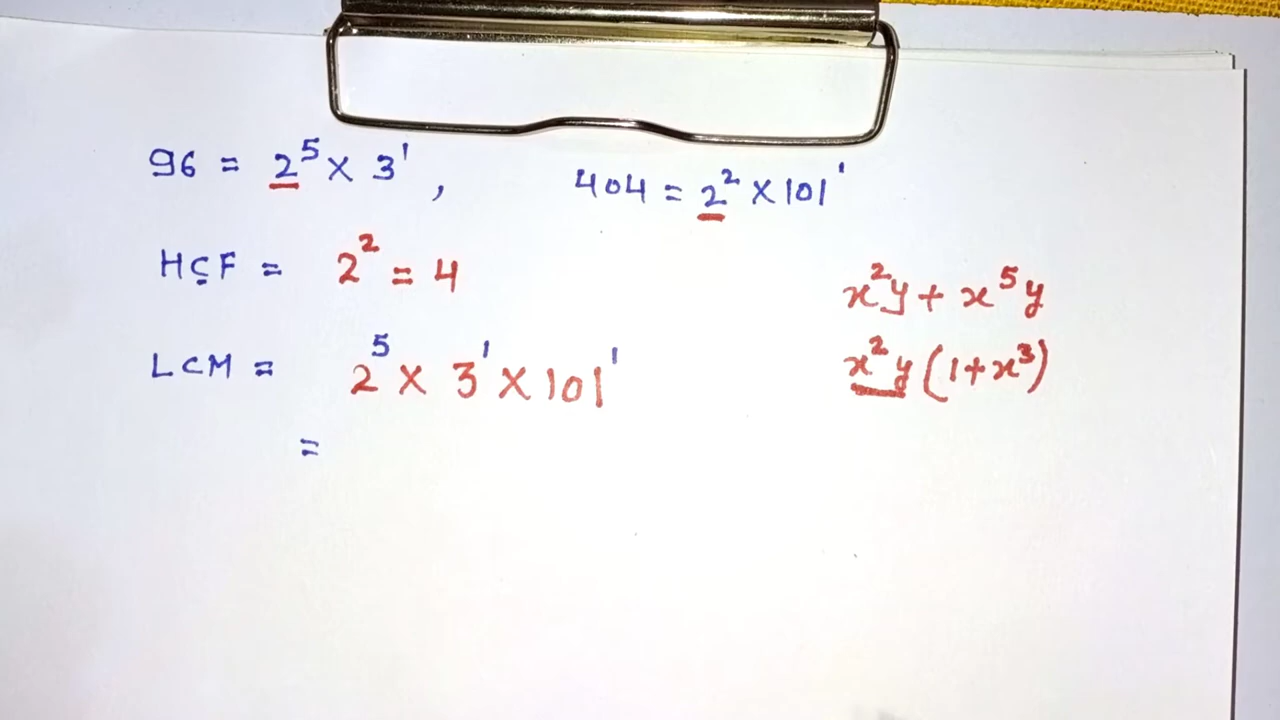 96 = 2⁵ × 3¹ , 404 = 2² × 101¹
HCF = 2² = 4
x²y + x⁵y
LCM = 2⁵ × 3¹ × 101¹
x²y (1+x³)
=